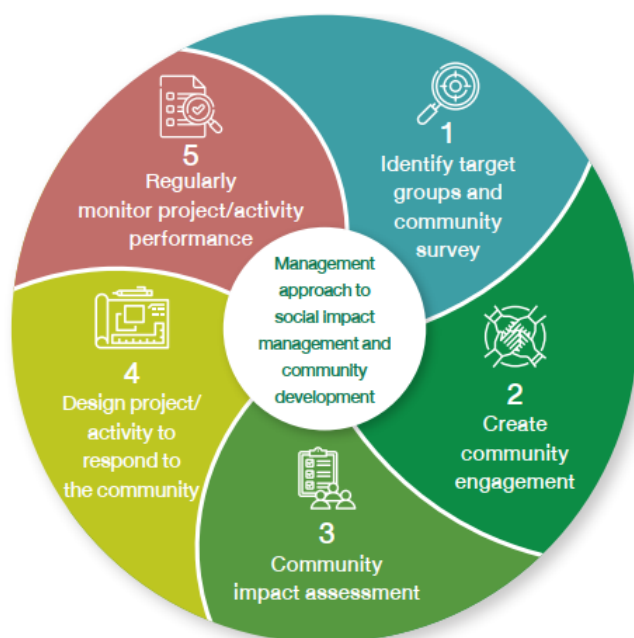 Management
approach to
social impact
management and
community
development
1
Identify target
groups and
community
survey
2
Create
community
engagement
3
Community
impact assessment
4
Design project/
activity to
respond to
the community
5
Regularly
monitor project/activity
performance